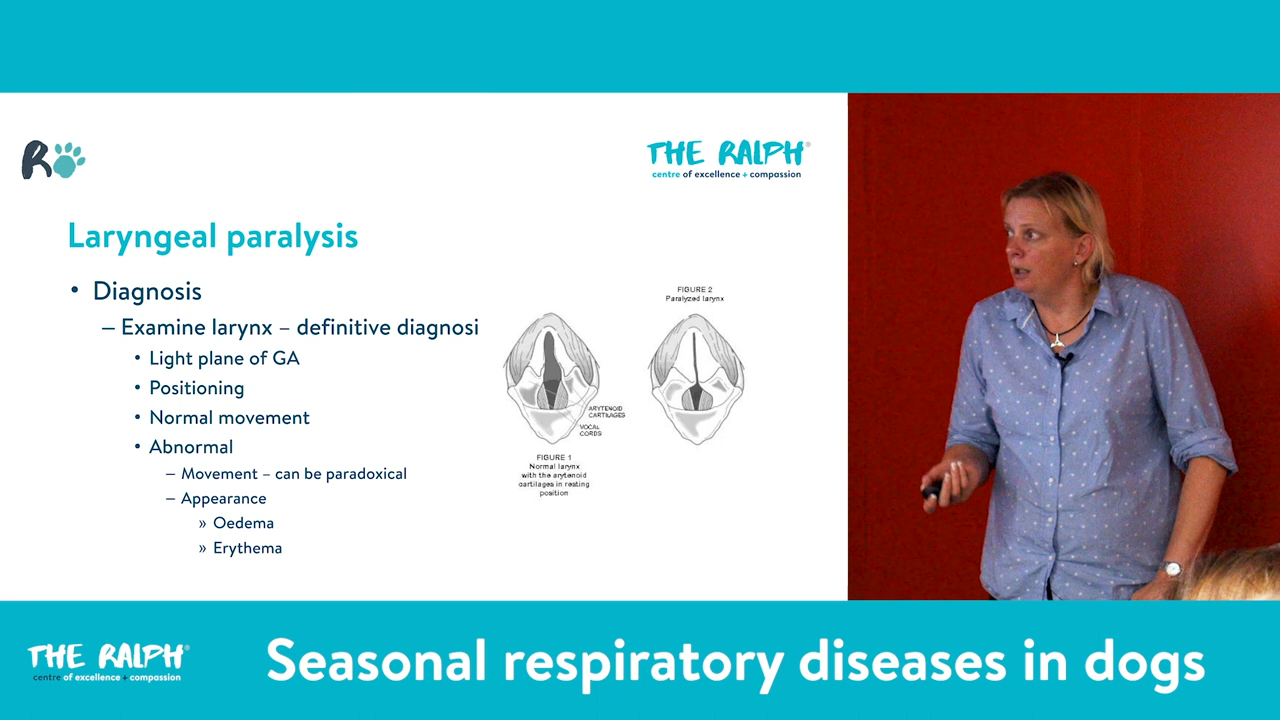 R
THE RALPH®
centre of excellence + compassion
Laryngeal paralysis
• Diagnosis
– Examine larynx – definitive diagnosi
• Light plane of GA
• Positioning
• Normal movement
• Abnormal
– Movement – can be paradoxical
– Appearance
» Oedema
» Erythema
FIGURE 2
Paralyzed larynx
ARYTENOID
CARTILAGES
VOCAL
CORDS
FIGURE 1
Normal larynx
with the arytenoid
cartilages in resting
position
THE RALPH®
centre of excellence + compassion
Seasonal respiratory diseases in dogs